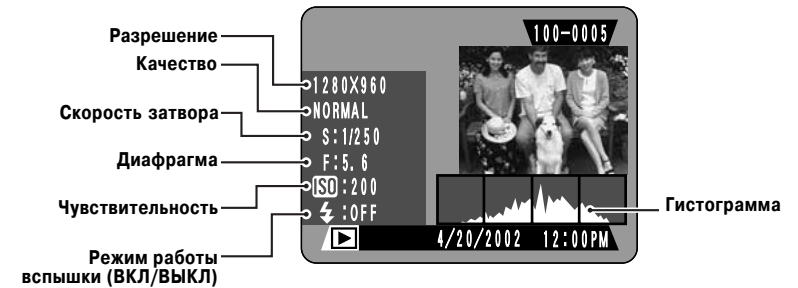 Разрешение
Качество
Скорость затвора
Диафрагма
Чувствительность
Режим работы
вспышки (ВКЛ/ВЫКЛ)
100-0005
1280X960
NORMAL
S:1/250
F:5.6
ISO:200
:OFF
4/20/2002 12:00PM
Гистограмма